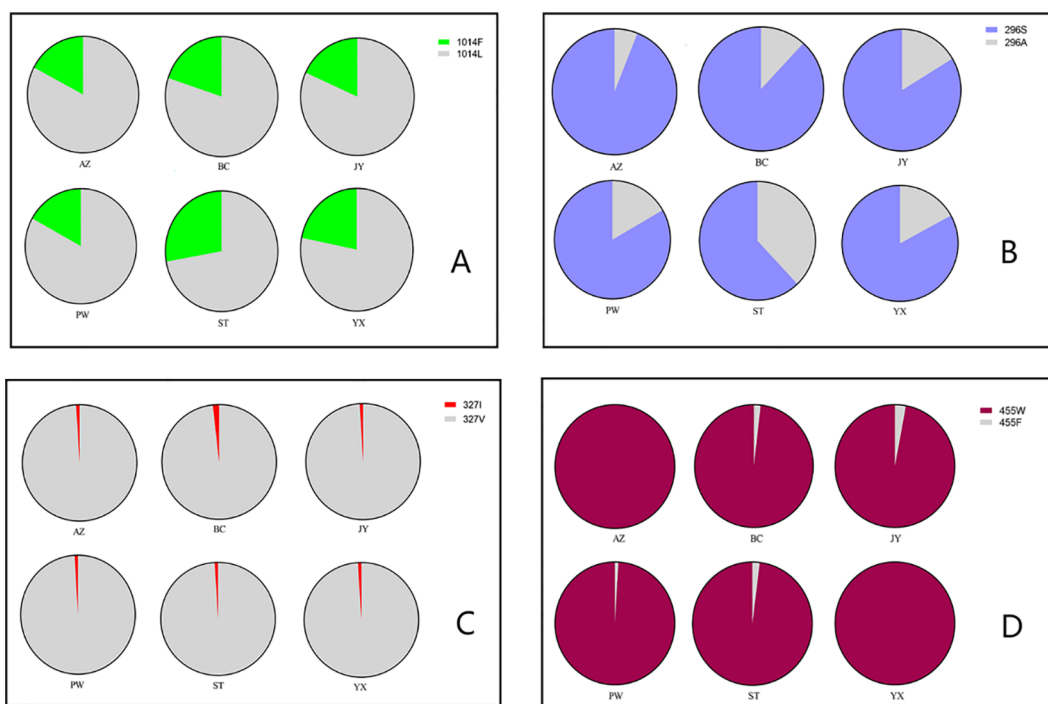 1014F
1014L
AZ BC JY
PW ST YX
A
296S
296A
AZ BC JY
PW ST YX
B
327I
327V
AZ BC JY
PW ST YX
C
455W
455F
AZ BC JY
PW ST YX
D